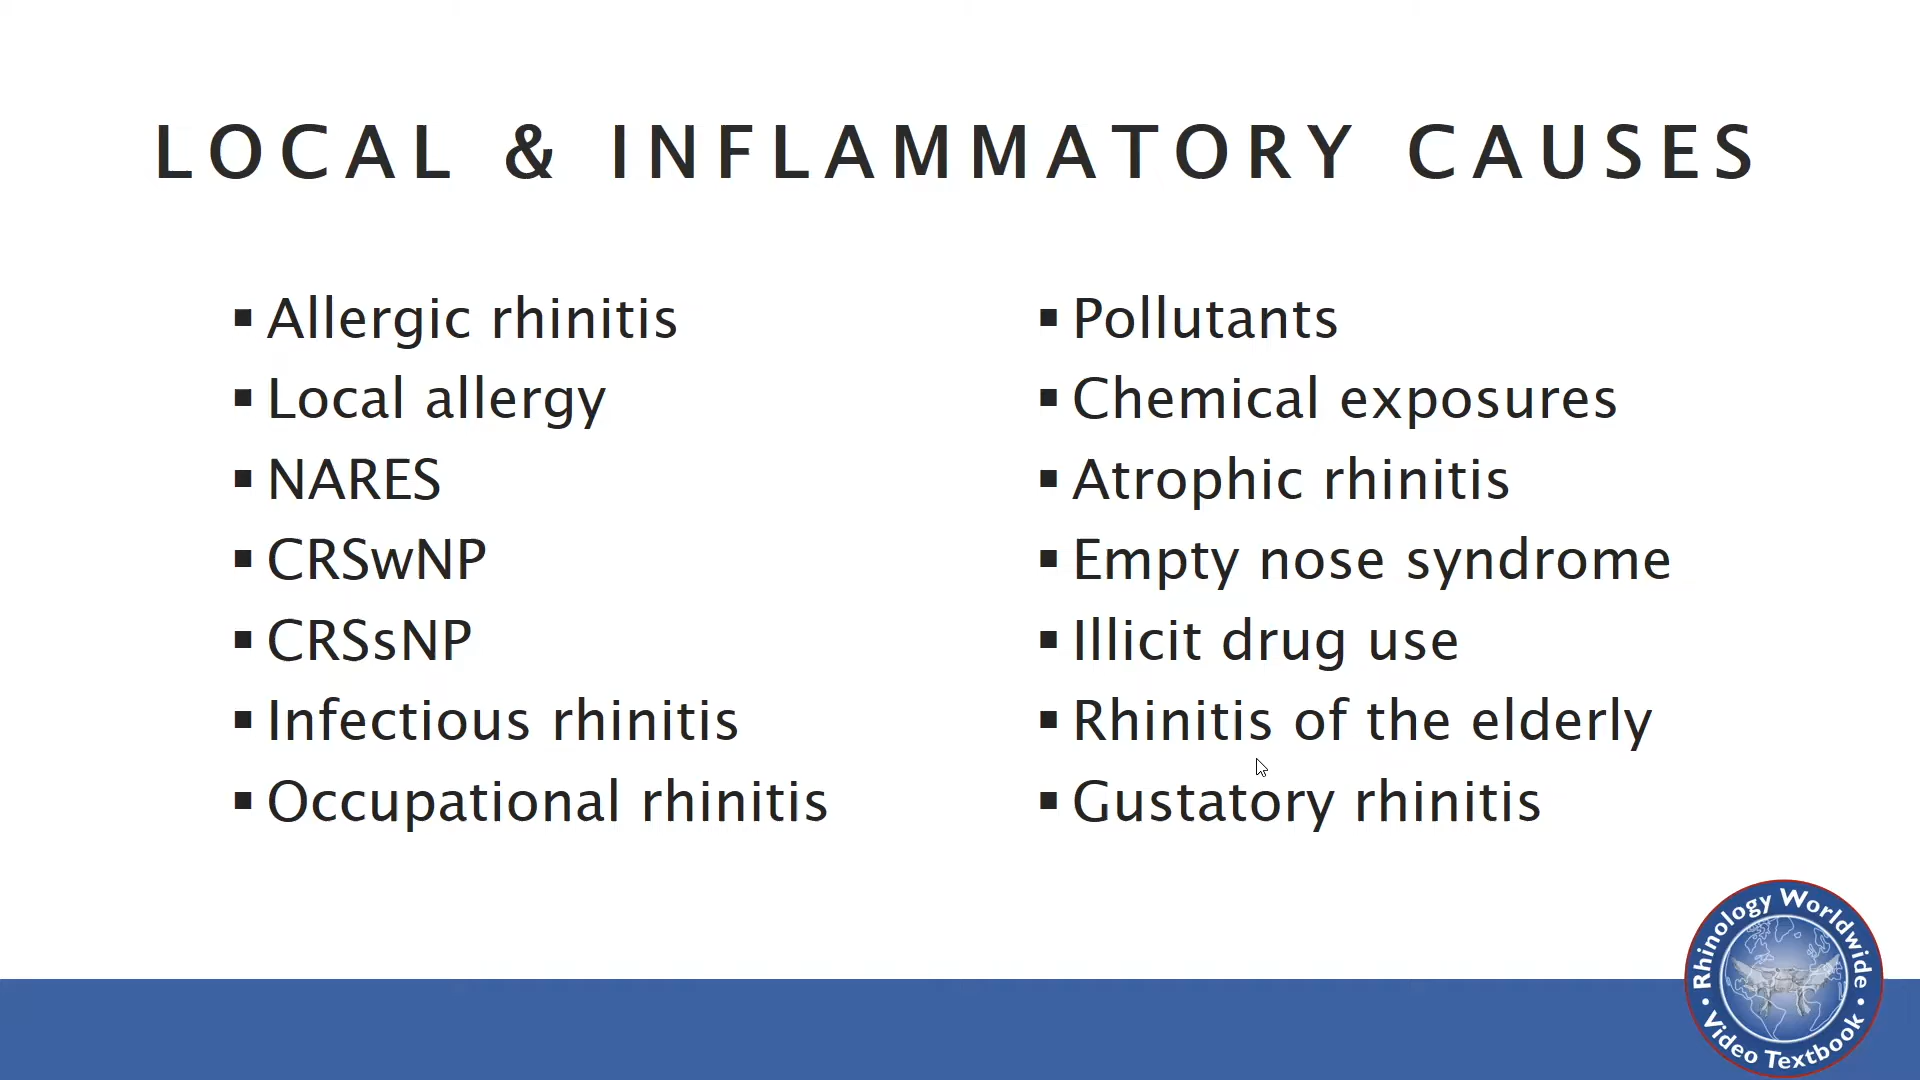 LOCAL & INFLAMMATORY CAUSES
▪ Allergic rhinitis
▪ Local allergy
▪ NARES
▪ CRSwNP
▪ CRSsNP
▪ Infectious rhinitis
▪ Occupational rhinitis
▪ Pollutants
▪ Chemical exposures
▪ Atrophic rhinitis
▪ Empty nose syndrome
▪ Illicit drug use
▪ Rhinitis of the elderly
▪ Gustatory rhinitis
Rhinology Worldwide
• Video Textbook •